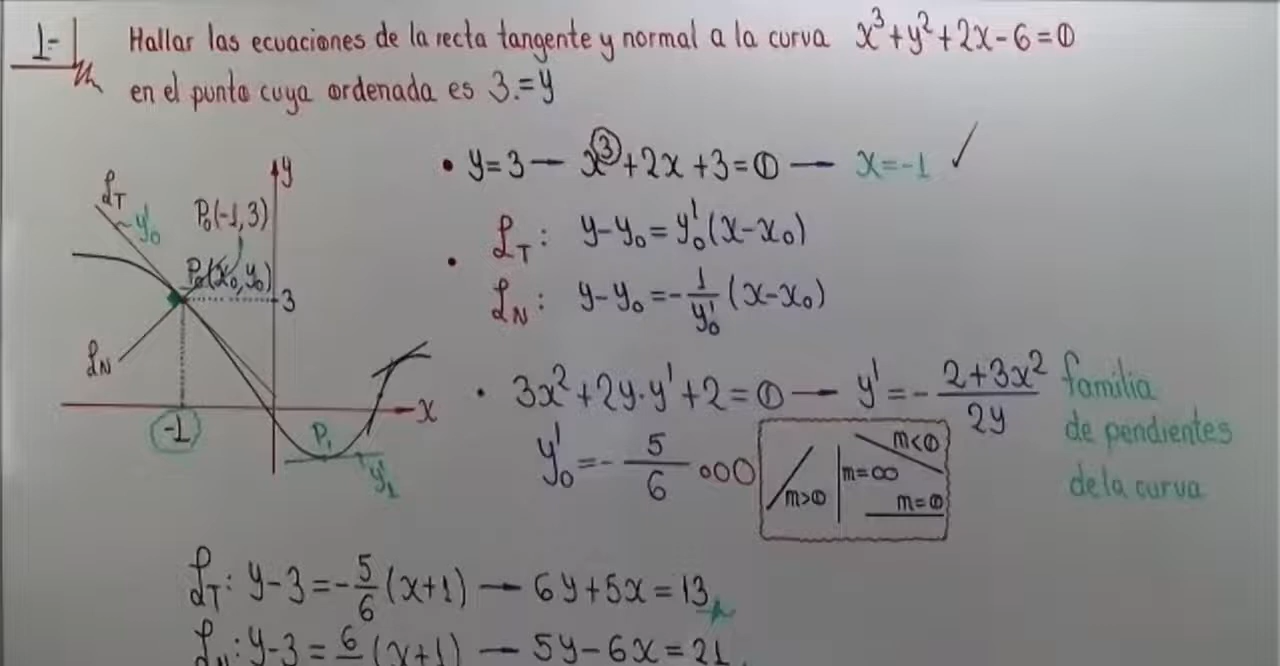 1- Hallar las ecuaciones de la recta tangente y normal a la curva x³+y²+2x-6=0
en el punto cuya ordenada es 3.=y
• y=3 — x³+2x+3=0 — x=-1 ✓
y
ℒT
y'₀
P₀(-1,3)
P₀(x₀,y₀)
3
ℒN
-1
x
P₁
y'₁
• ℒT: y-y₀=y'₀(x-x₀)
ℒN: y-y₀=-1/y'₀(x-x₀)
• 3x²+2y·y'+2=0 — y'=-(2+3x²)/2y
familia
de pendientes
de la curva
y'₀=-5/6
m>0
m=∞
m<0
m=0
ℒT: y-3=-5/6(x+1) — 6y+5x=13
ℒN: y-3=6 (x+1) — 5y-6x=21.